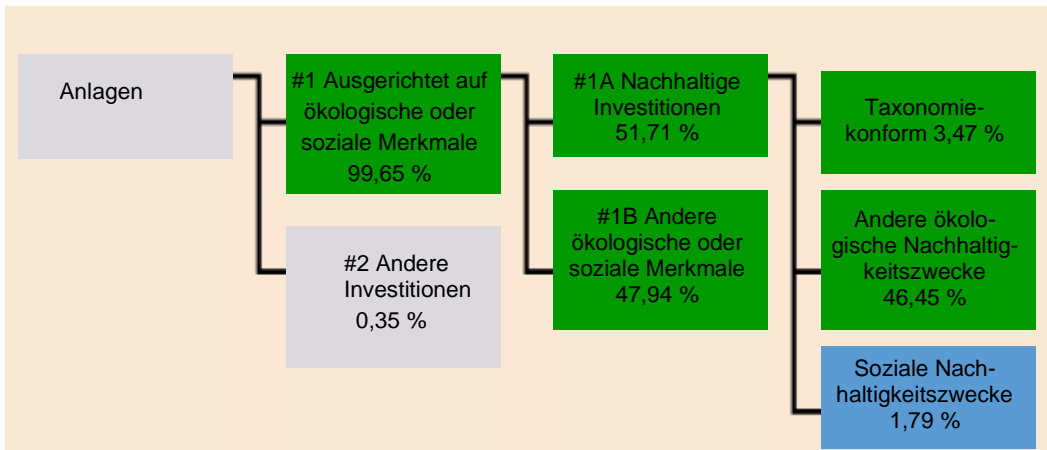 Anlagen
#1 Ausgerichtet auf
ökologische oder
soziale Merkmale
99,65 %
#2 Andere
Investitionen
0,35 %
#1A Nachhaltige
Investitionen
51,71 %
#1B Andere
ökologische oder
soziale Merkmale
47,94 %
Taxonomie-
konform 3,47 %
Andere ökolo-
gische Nachhaltig-
keitszwecke
46,45 %
Soziale Nach-
haltigkeitszwecke
1,79 %